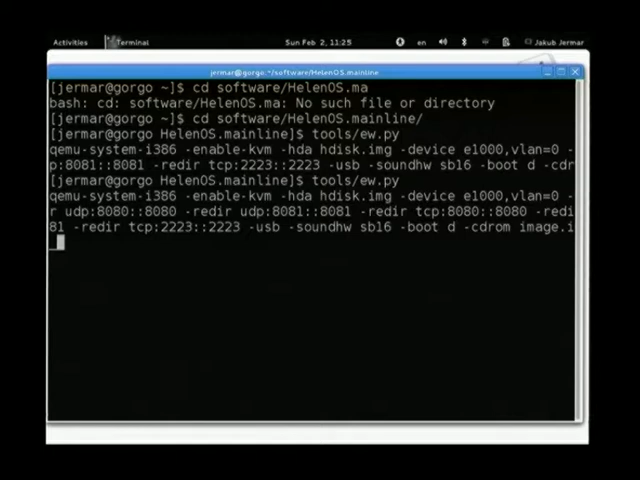 Activities Terminal Sun Feb 2, 11:25 en Jakub Jermar
jermar@gorgo:~/software/HelenOS.mainline
[jermar@gorgo ~]$ cd software/HelenOS.ma
bash: cd: software/HelenOS.ma: No such file or directory
[jermar@gorgo ~]$ cd software/HelenOS.mainline/
[jermar@gorgo HelenOS.mainline]$ tools/ew.py
qemu-system-i386 -enable-kvm -hda hdisk.img -device e1000,vlan=0 -
p:8081::8081 -redir tcp:2223::2223 -usb -soundhw sb16 -boot d -cdr
[jermar@gorgo HelenOS.mainline]$ tools/ew.py
qemu-system-i386 -enable-kvm -hda hdisk.img -device e1000,vlan=0 -
r udp:8080::8080 -redir udp:8081::8081 -redir tcp:8080::8080 -redi
81 -redir tcp:2223::2223 -usb -soundhw sb16 -boot d -cdrom image.i